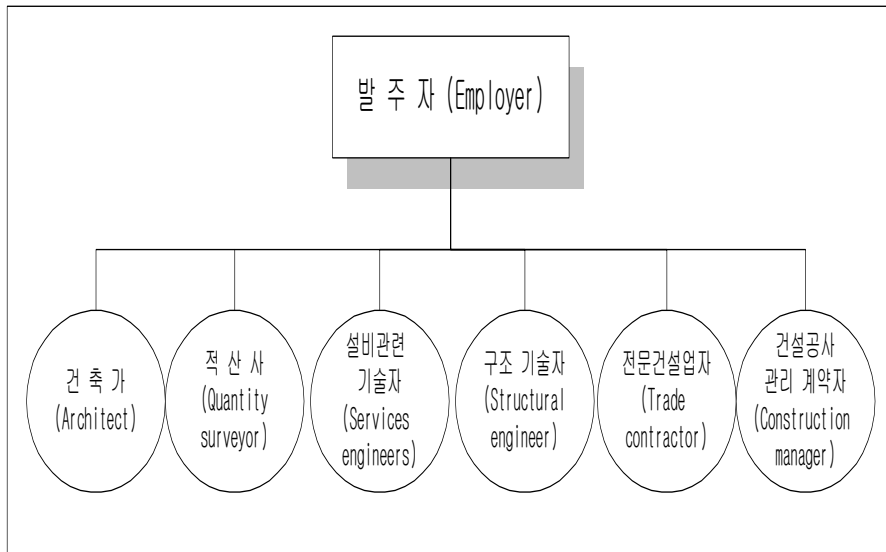 발 주 자 (Employer)
건 축 가
(Architect)
적 산 사
(Quantity
surveyor)
설비관련
기술자
(Services
engineers)
구조 기술자
(Structural
engineer)
전문건설업자
(Trade
contractor)
건설공사
관리 계약자
(Construction
manager)